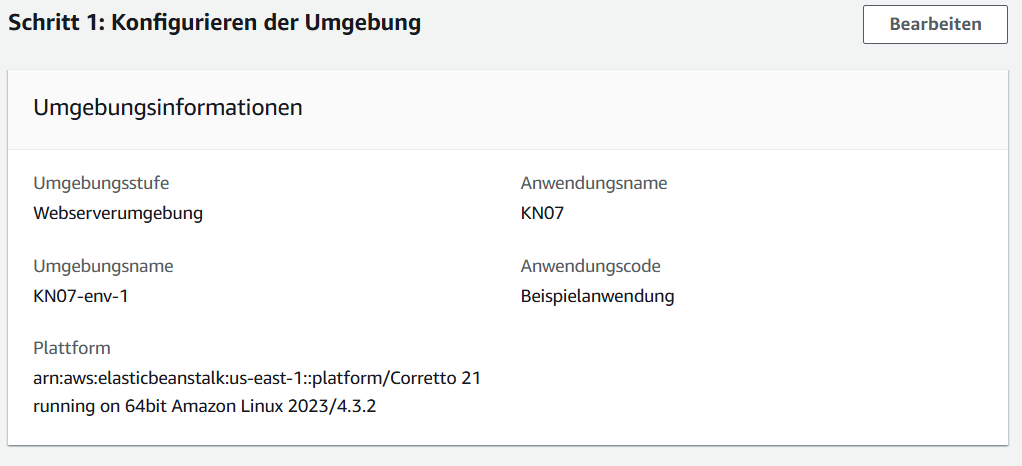 Schritt 1: Konfigurieren der Umgebung
Bearbeiten
Umgebungsinformationen
Umgebungsstufe
Webserverumgebung
Anwendungsname
KN07
Umgebungsname
KN07-env-1
Anwendungscode
Beispielanwendung
Plattform
arn:aws:elasticbeanstalk:us-east-1::platform/Corretto 21
running on 64bit Amazon Linux 2023/4.3.2